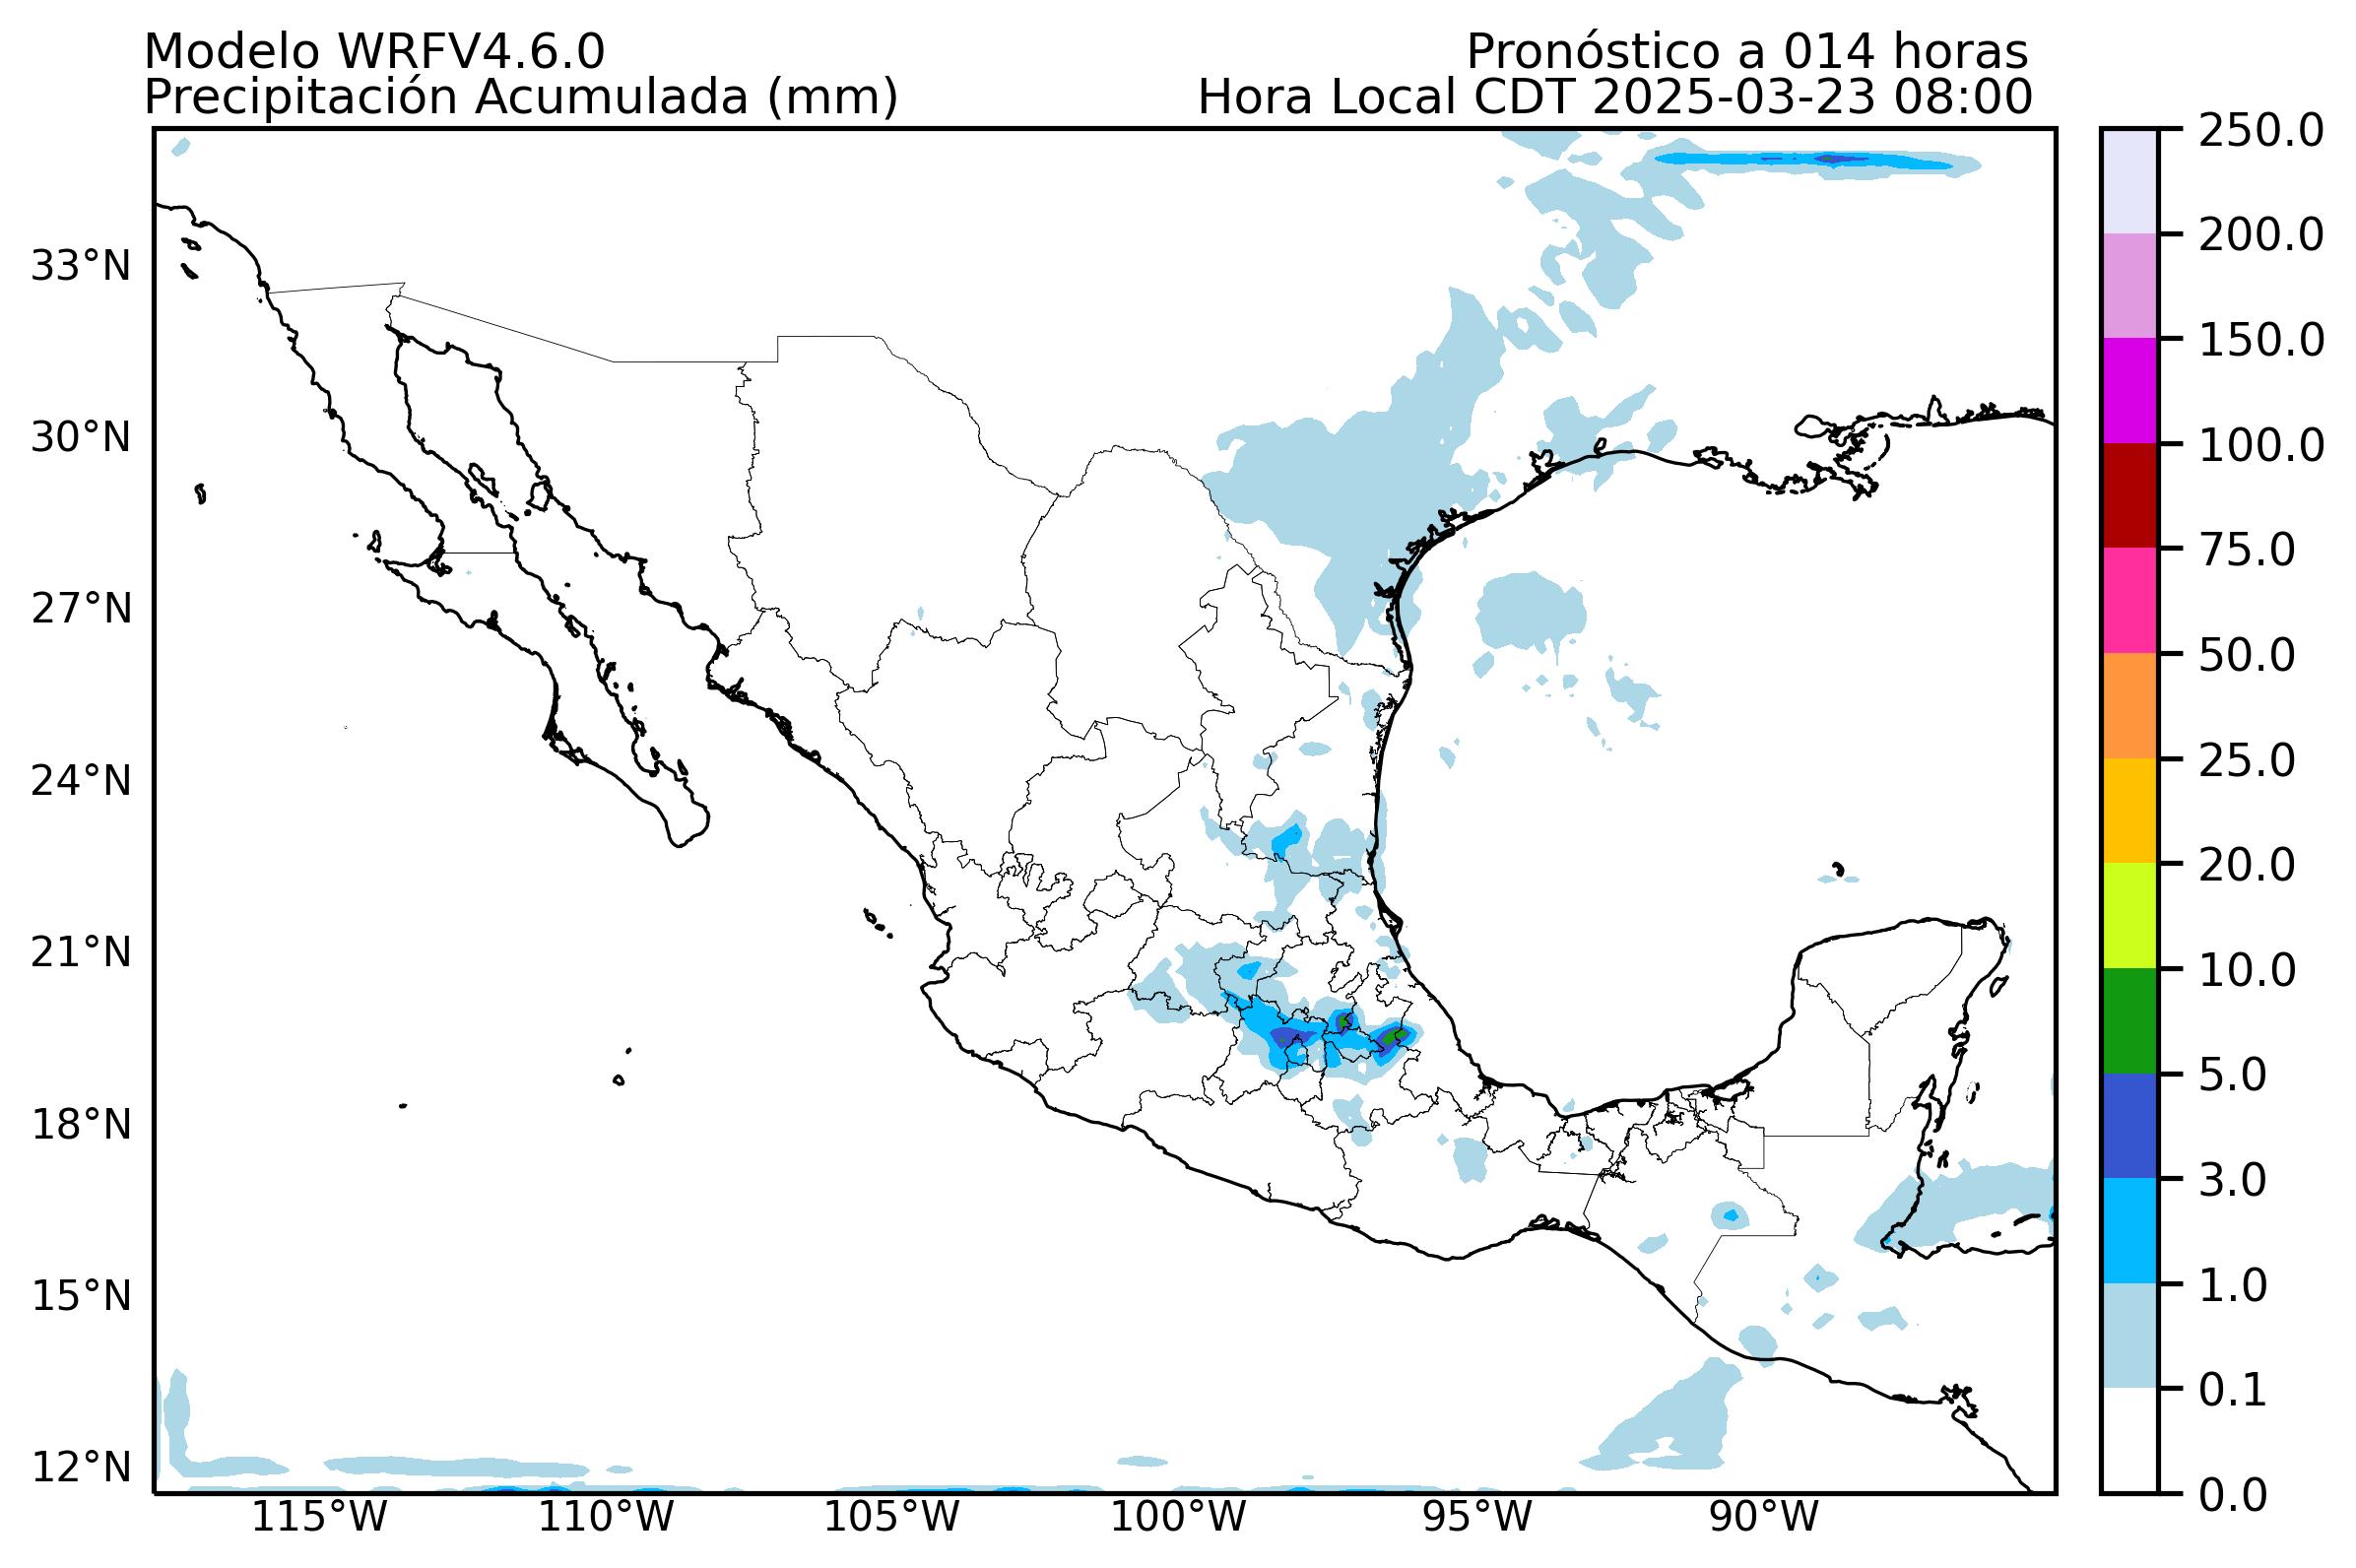 Modelo WRFV4.6.0
Pronóstico a 014 horas
Precipitación Acumulada (mm)
Hora Local CDT 2025-03-23 08:00
33°N
30°N
27°N
24°N
21°N
18°N
15°N
12°N
115°W
110°W
105°W
100°W
95°W
90°W
250.0
200.0
150.0
100.0
75.0
50.0
25.0
20.0
10.0
5.0
3.0
1.0
0.1
0.0